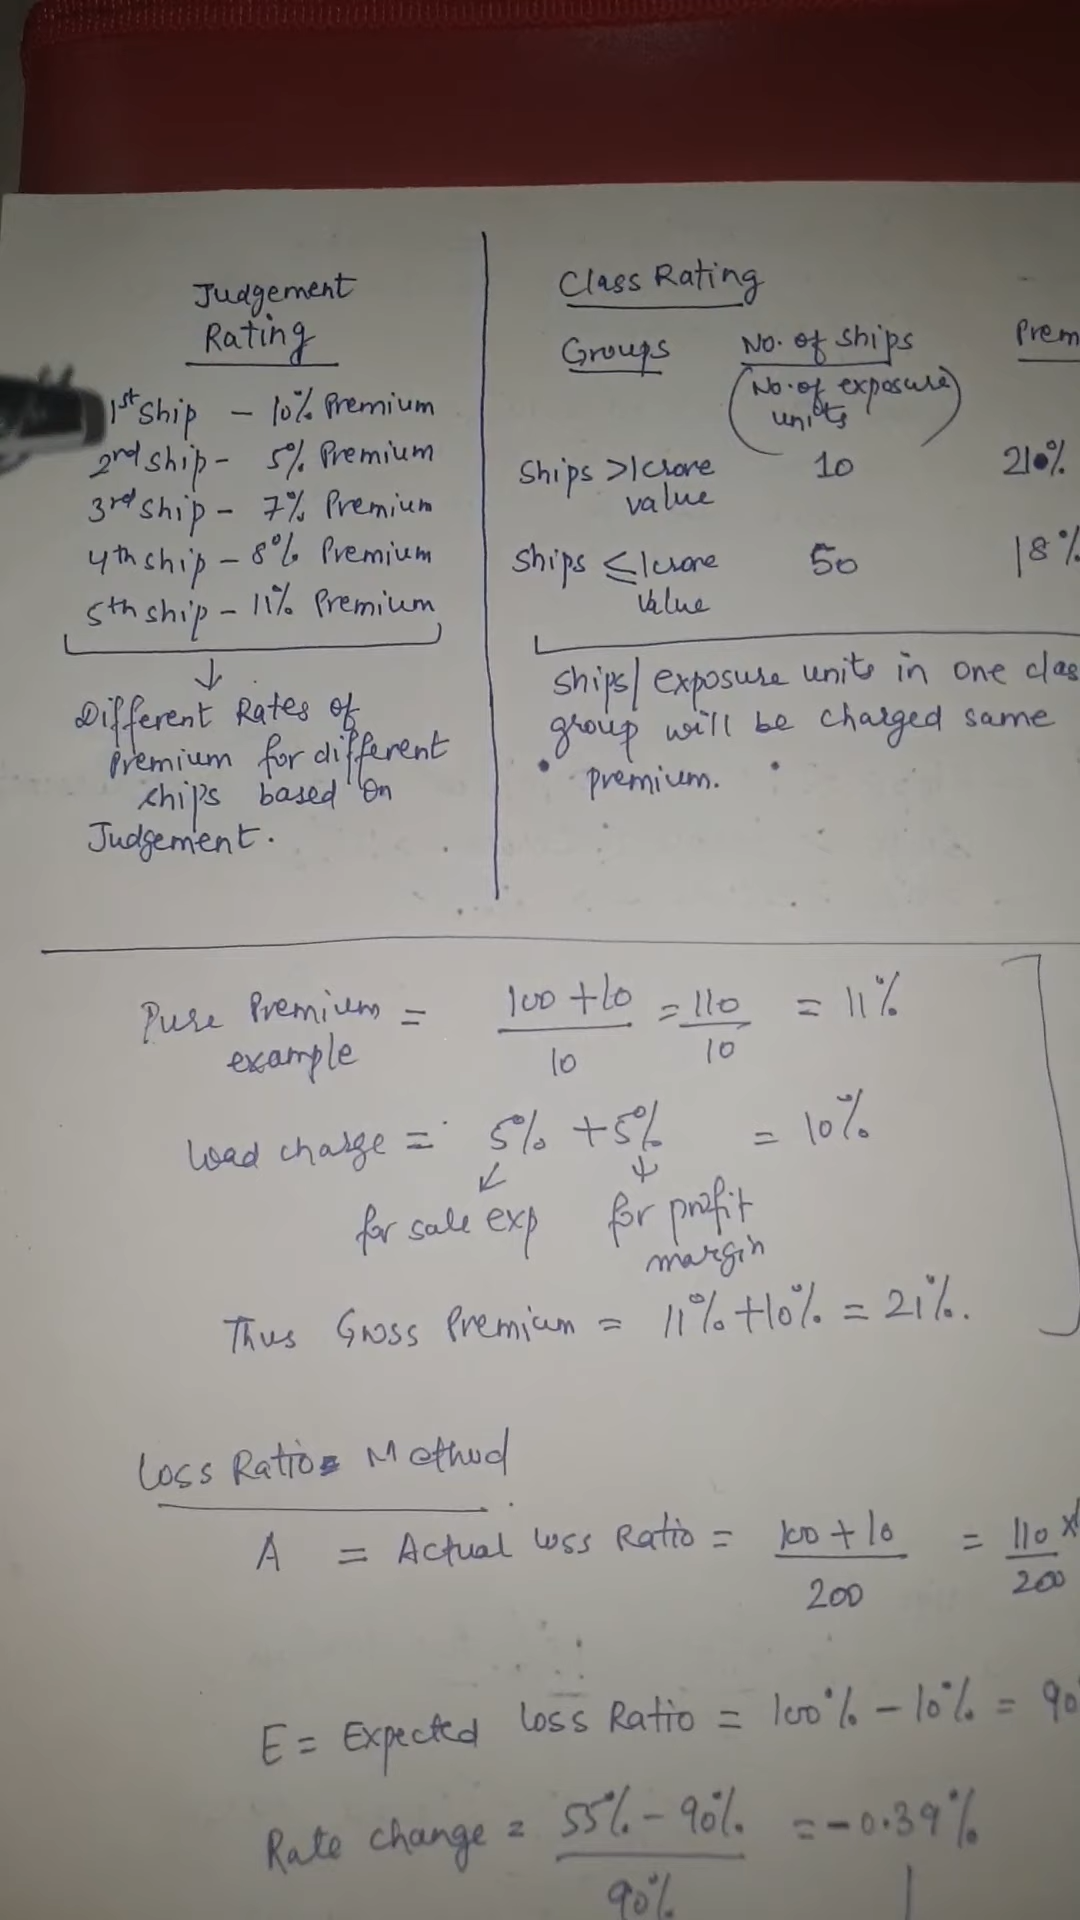 Judgement
Rating
1st ship - 10% Premium
2nd ship - 5% Premium
3rd ship - 7% Premium
4th ship - 8% Premium
5th ship - 11% Premium
↓
Different Rates of
Premium for different
ships based on
Judgement.
Class Rating
Groups No. of ships Prem
(No. of exposure
units)
Ships >1crore 10 210%
value
Ships ≤1crore 50 18%
value
Ships/exposure units in one clas
group will be charged same
premium.
Pure Premium = 100 + 10 / 10 = 110 / 10 = 11%
example
Load charge = 5% + 5% = 10%
for sale exp for profit
margin
Thus Gross Premium = 11% + 10% = 21%.
Loss Ratio Method
A = Actual Loss Ratio = 100 + 10 / 200 = 110 x / 200
E = Expected Loss Ratio = 100% - 10% = 90
Rate change = 55% - 90% / 90% = -0.39%